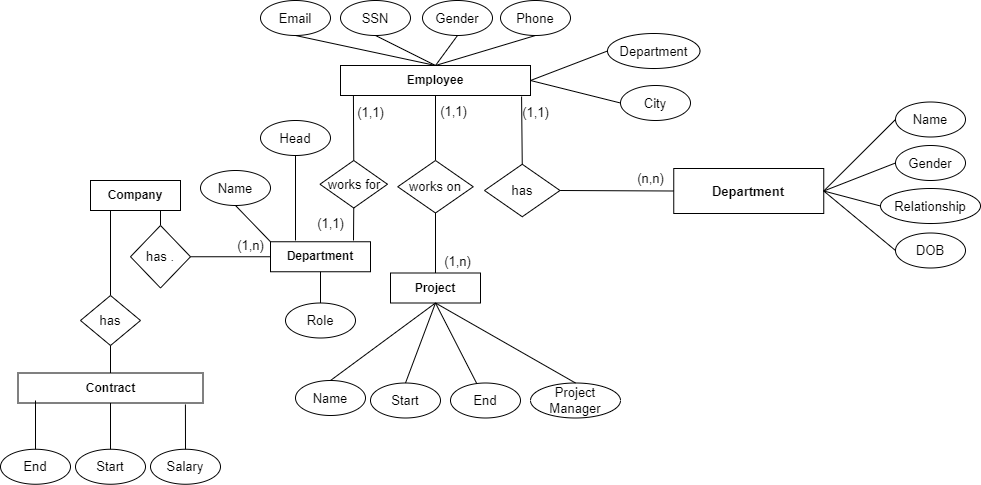 Email
SSN
Gender
Phone
Department
Employee
City
(1,1)
(1,1)
(1,1)
Name
Head
Gender
works for
works on
has
(n,n)
Department
Company
Name
Relationship
(1,1)
(1,n)
DOB
has .
Department
(1,n)
Project
has
Role
Contract
Name
Start
End
Project
Manager
End
Start
Salary